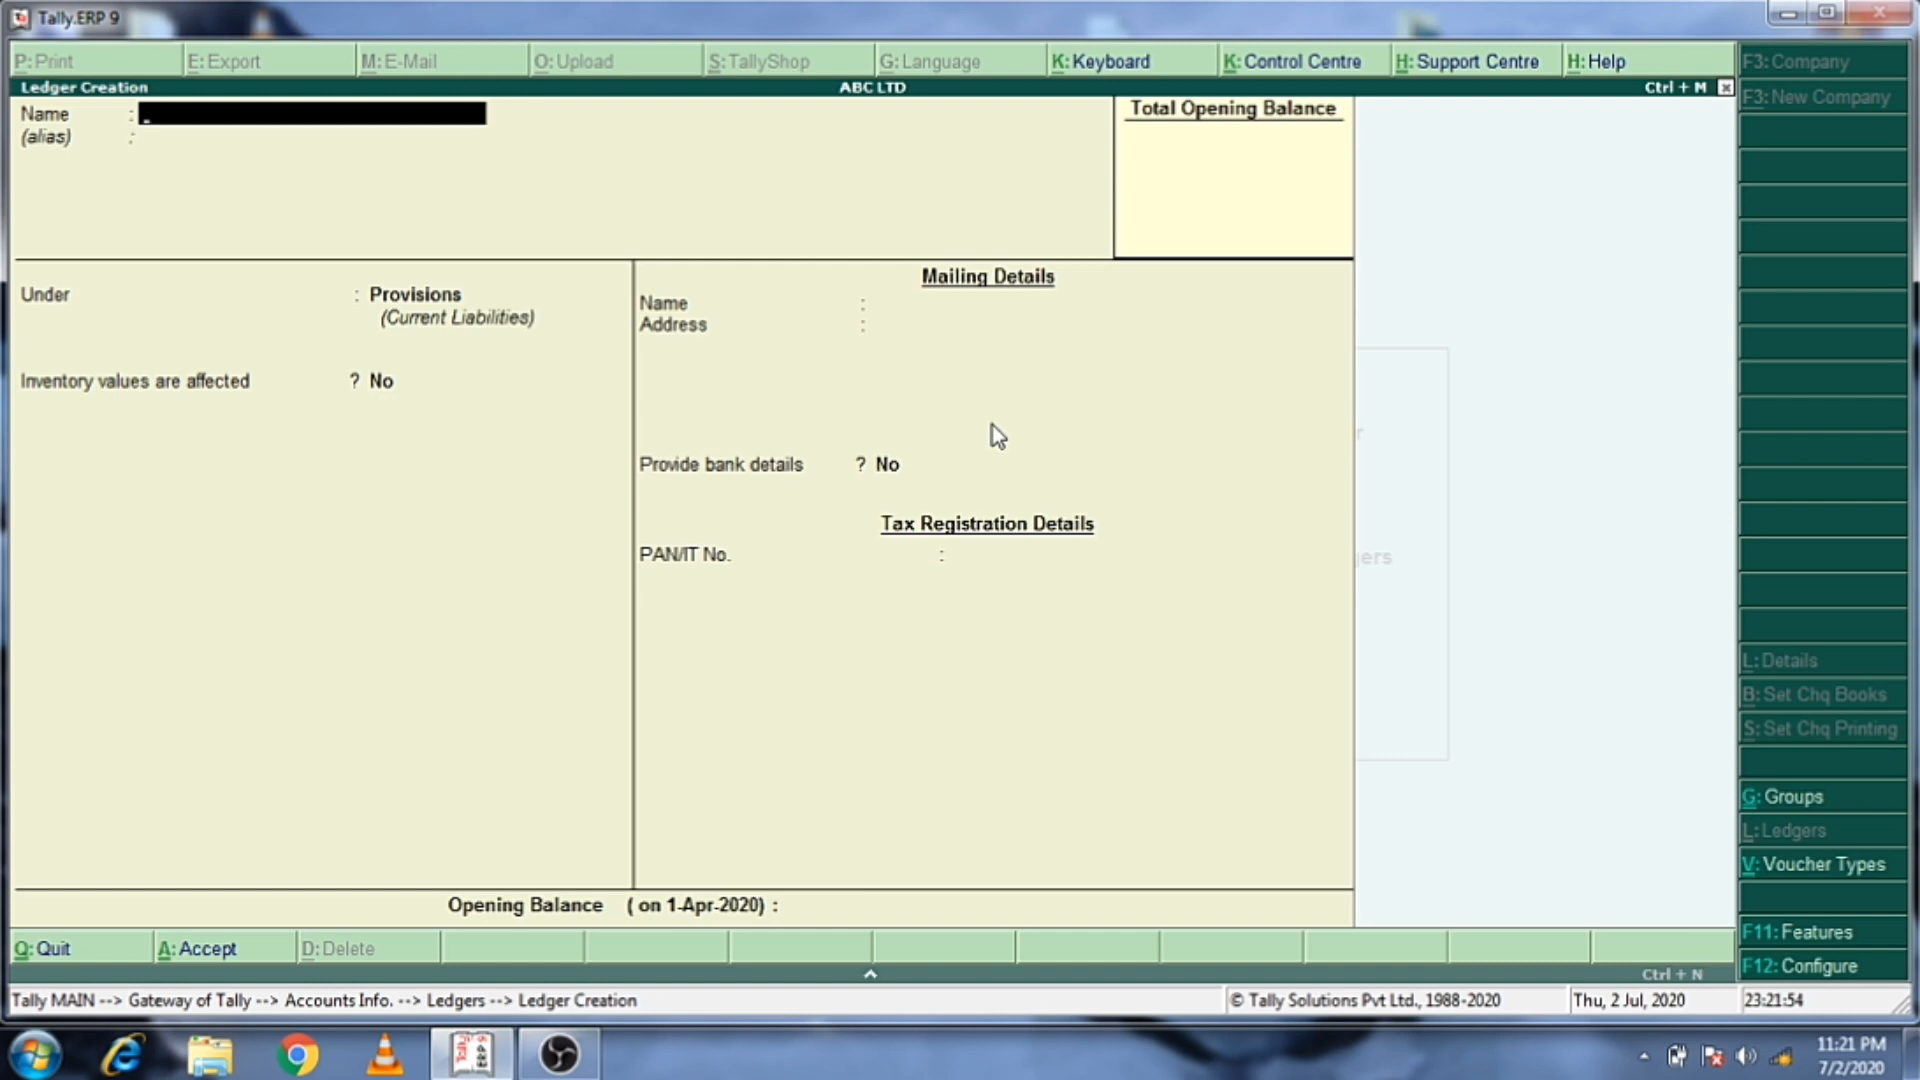 Tally.ERP 9
P: Print
E: Export
M: E-Mail
O: Upload
S: TallyShop
G: Language
K: Keyboard
K: Control Centre
H: Support Centre
H: Help
F3: Company
F3: New Company
Ledger Creation
ABC LTD
Ctrl + M
Name :
(alias) :
Total Opening Balance
Under : Provisions
(Current Liabilities)
Inventory values are affected ? No
Mailing Details
Name :
Address :
Provide bank details ? No
Tax Registration Details
PAN/IT No. :
Opening Balance ( on 1-Apr-2020) :
L: Details
B: Set Chq Books
S: Set Chq Printing
G: Groups
L: Ledgers
V: Voucher Types
F11: Features
F12: Configure
Q: Quit
A: Accept
D: Delete
Ctrl + N
Tally MAIN --> Gateway of Tally --> Accounts Info. --> Ledgers --> Ledger Creation
© Tally Solutions Pvt Ltd., 1988-2020
Thu, 2 Jul, 2020
23:21:54
11:21 PM
7/2/2020